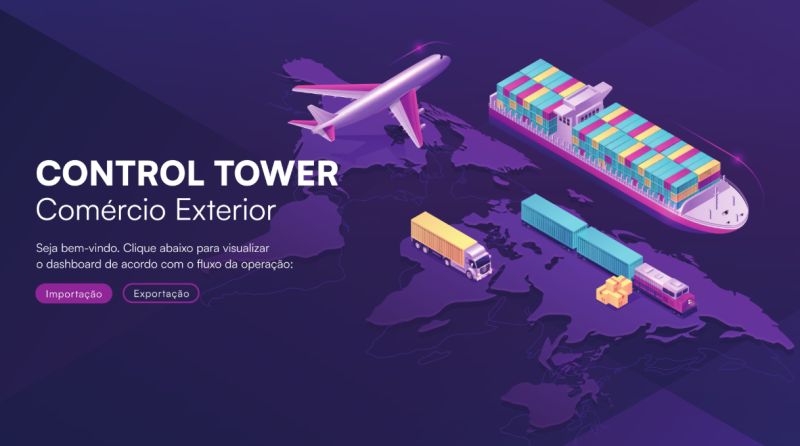 CONTROL TOWER
Comércio Exterior
Seja bem-vindo. Clique abaixo para visualizar
o dashboard de acordo com o fluxo da operação:
Importação
Exportação